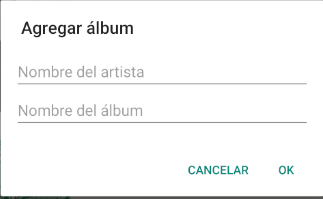 Agregar álbum
Nombre del artista
Nombre del álbum
CANCELAR OK